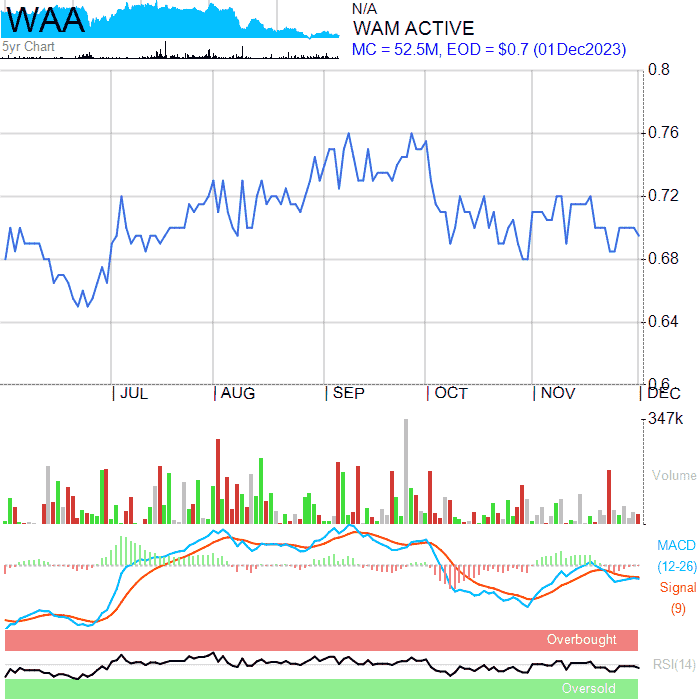 WAA
5yr Chart
N/A
WAM ACTIVE
MC = 52.5M, EOD = $0.7 (01Dec2023)
0.8
0.76
0.72
0.68
0.64
0.6
| JUL | AUG | SEP | OCT | NOV | DEC
347k
Volume
MACD
(12-26)
Signal
(9)
Overbought
RSI(14)
Oversold